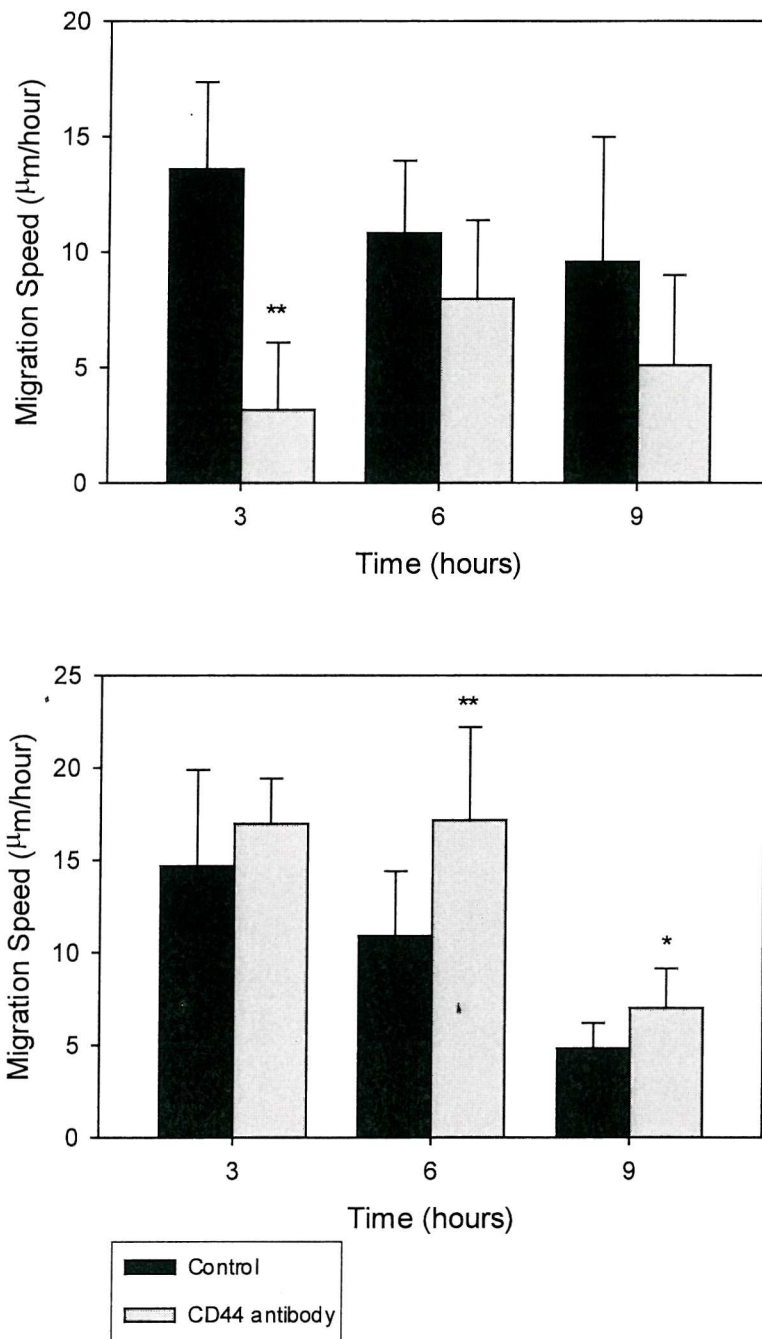 20
15
10
5
0
Migration Speed (μm/hour)
**
3 6 9
Time (hours)
25
20
15
10
5
0
Migration Speed (μm/hour)
**
*
3 6 9
Time (hours)
Control
CD44 antibody